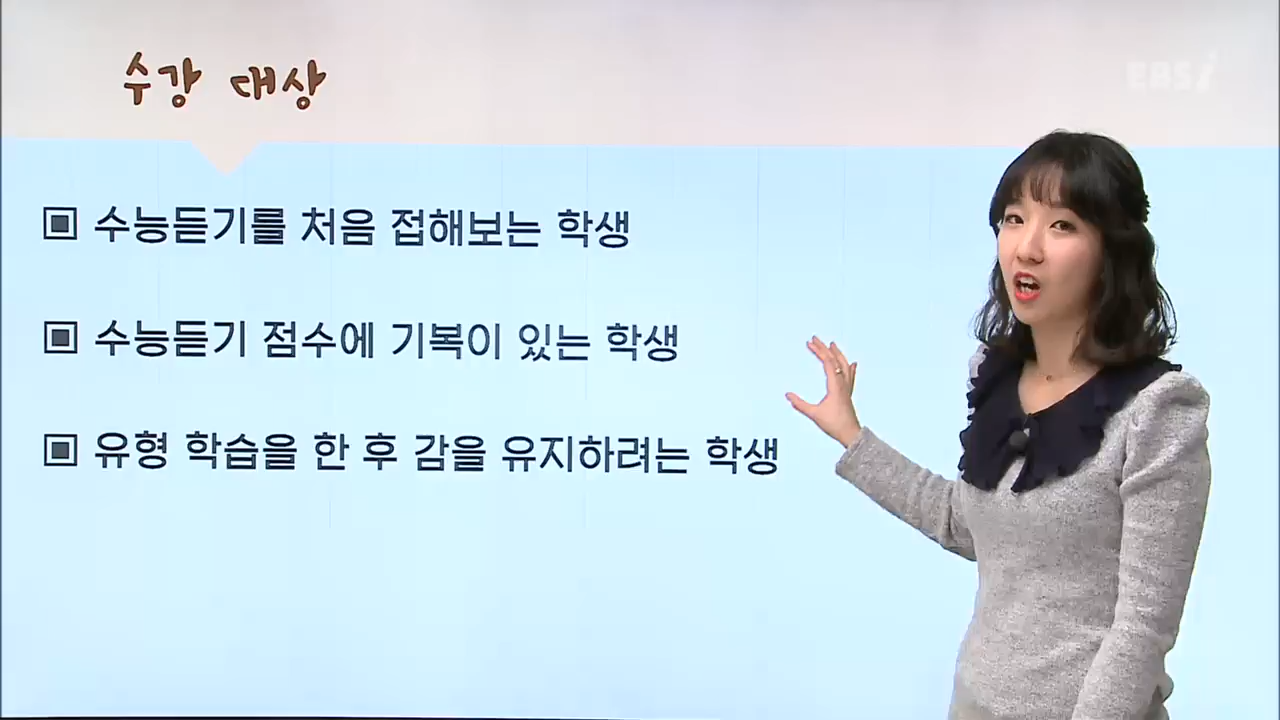 수강 대상
EBSi
▣ 수능듣기를 처음 접해보는 학생
▣ 수능듣기 점수에 기복이 있는 학생
▣ 유형 학습을 한 후 감을 유지하려는 학생